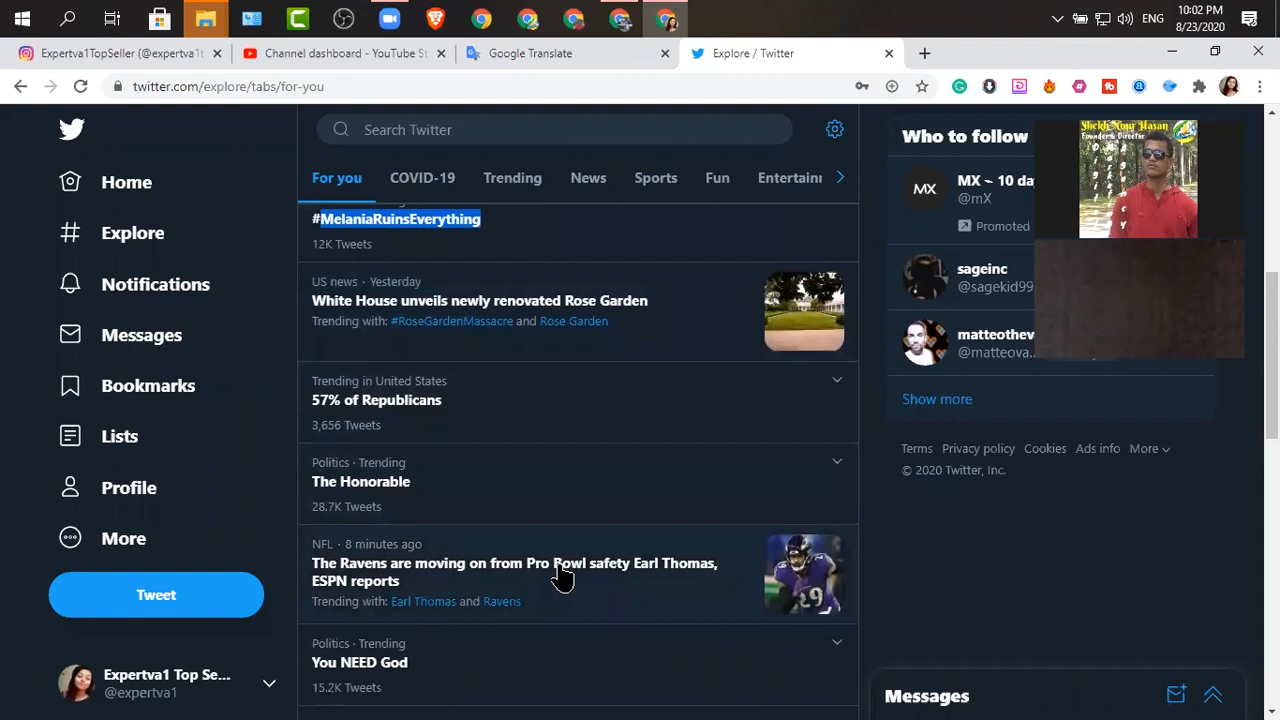 10:02 PM
ENG
8/23/2020
Expertva1TopSeller (@expertva1t
Channel dashboard - YouTube St
Google Translate
Explore / Twitter
twitter.com/explore/tabs/for-you
Search Twitter
For you
COVID-19
Trending
News
Sports
Fun
Entertainn
Home
Explore
Notifications
Messages
Bookmarks
Lists
Profile
More
Tweet
Expertva1 Top Se...
@expertva1
#MelaniaRuinsEverything
12K Tweets
US news · Yesterday
White House unveils newly renovated Rose Garden
Trending with: #RoseGardenMassacre and Rose Garden
Trending in United States
57% of Republicans
3,656 Tweets
Politics · Trending
The Honorable
28.7K Tweets
NFL · 8 minutes ago
The Ravens are moving on from Pro Bowl safety Earl Thomas,
ESPN reports
Trending with: Earl Thomas and Ravens
Politics · Trending
You NEED God
15.2K Tweets
Who to follow
MX
MX ~ 10 da
@mX
Promoted
sageinc
@sagekid99
matteothev
@matteova...
Show more
Terms Privacy policy Cookies Ads info More
© 2020 Twitter, Inc.
Messages
Founder & Director